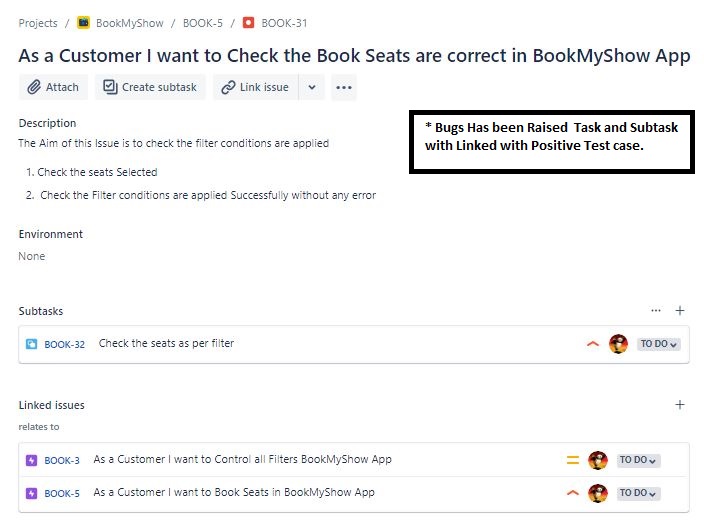 Projects / BookMyShow / BOOK-5 / BOOK-31
As a Customer I want to Check the Book Seats are correct in BookMyShow App
Attach Create subtask Link issue
Description
The Aim of this Issue is to check the filter conditions are applied
* Bugs Has been Raised Task and Subtask
with Linked with Positive Test case.
1. Check the seats Selected
2. Check the Filter conditions are applied Successfully without any error
Environment
None
Subtasks
BOOK-32 Check the seats as per filter TO DO
Linked issues
relates to
BOOK-3 As a Customer I want to Control all Filters BookMyShow App TO DO
BOOK-5 As a Customer I want to Book Seats in BookMyShow App TO DO